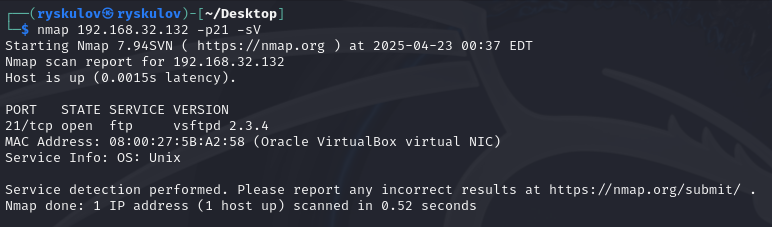 ┌──(ryskulov㉿ryskulov)-[~/Desktop]
└─$ nmap 192.168.32.132 -p21 -sV
Starting Nmap 7.94SVN ( https://nmap.org ) at 2025-04-23 00:37 EDT
Nmap scan report for 192.168.32.132
Host is up (0.0015s latency).
PORT   STATE SERVICE VERSION
21/tcp open  ftp     vsftpd 2.3.4
MAC Address: 08:00:27:5B:A2:58 (Oracle VirtualBox virtual NIC)
Service Info: OS: Unix
Service detection performed. Please report any incorrect results at https://nmap.org/submit/ .
Nmap done: 1 IP address (1 host up) scanned in 0.52 seconds